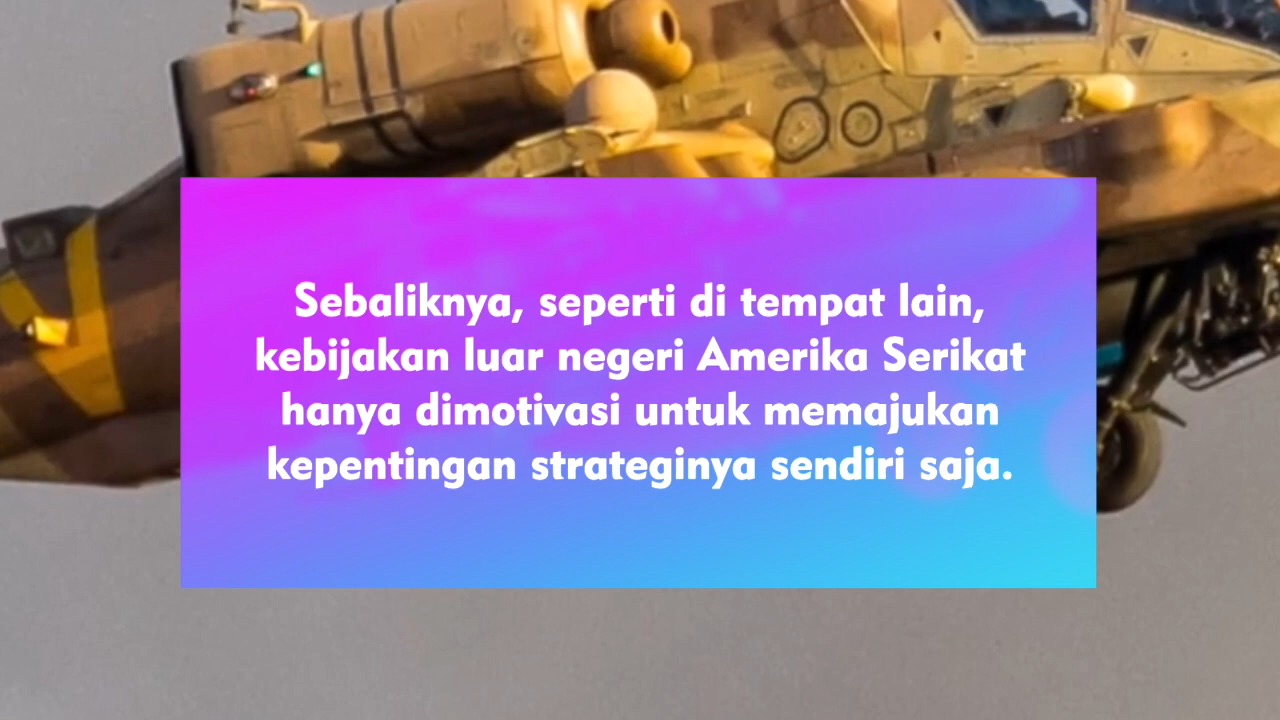 Sebaliknya, seperti di tempat lain,
kebijakan luar negeri Amerika Serikat
hanya dimotivasi untuk memajukan
kepentingan strateginya sendiri saja.